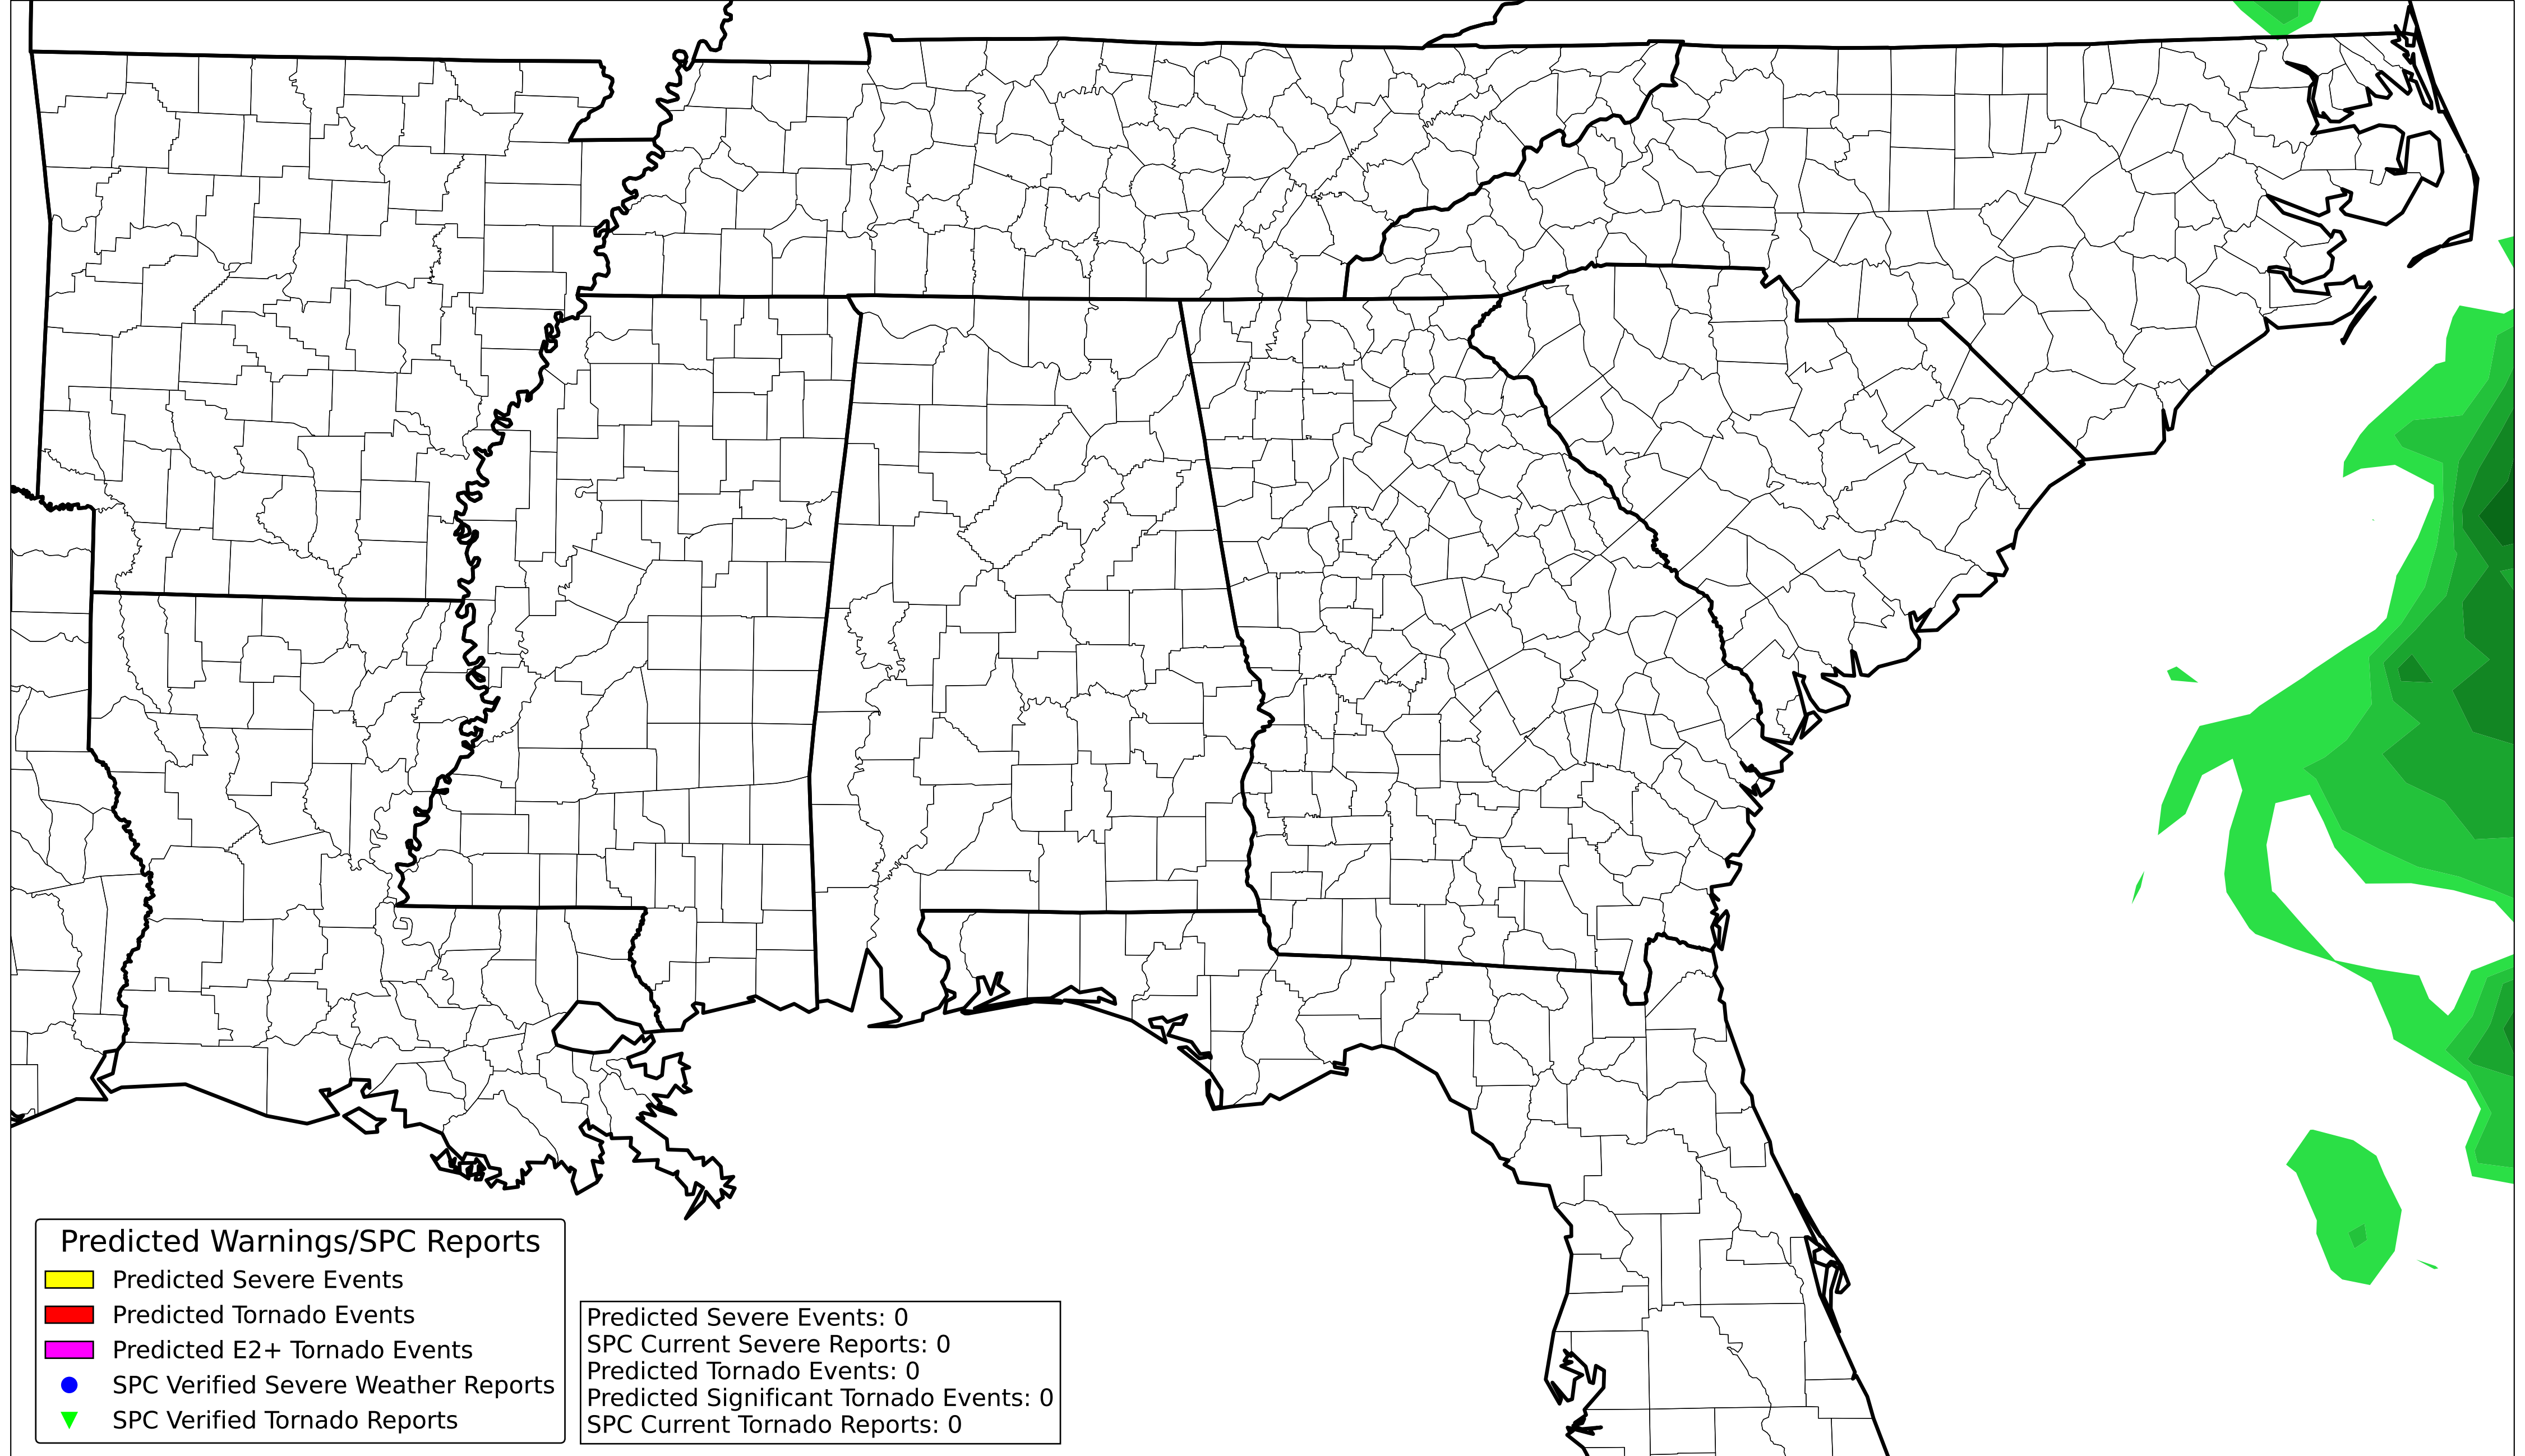 Predicted Warnings/SPC Reports
Predicted Severe Events
Predicted Tornado Events
Predicted E2+ Tornado Events
SPC Verified Severe Weather Reports
SPC Verified Tornado Reports
Predicted Severe Events: 0
SPC Current Severe Reports: 0
Predicted Tornado Events: 0
Predicted Significant Tornado Events: 0
SPC Current Tornado Reports: 0